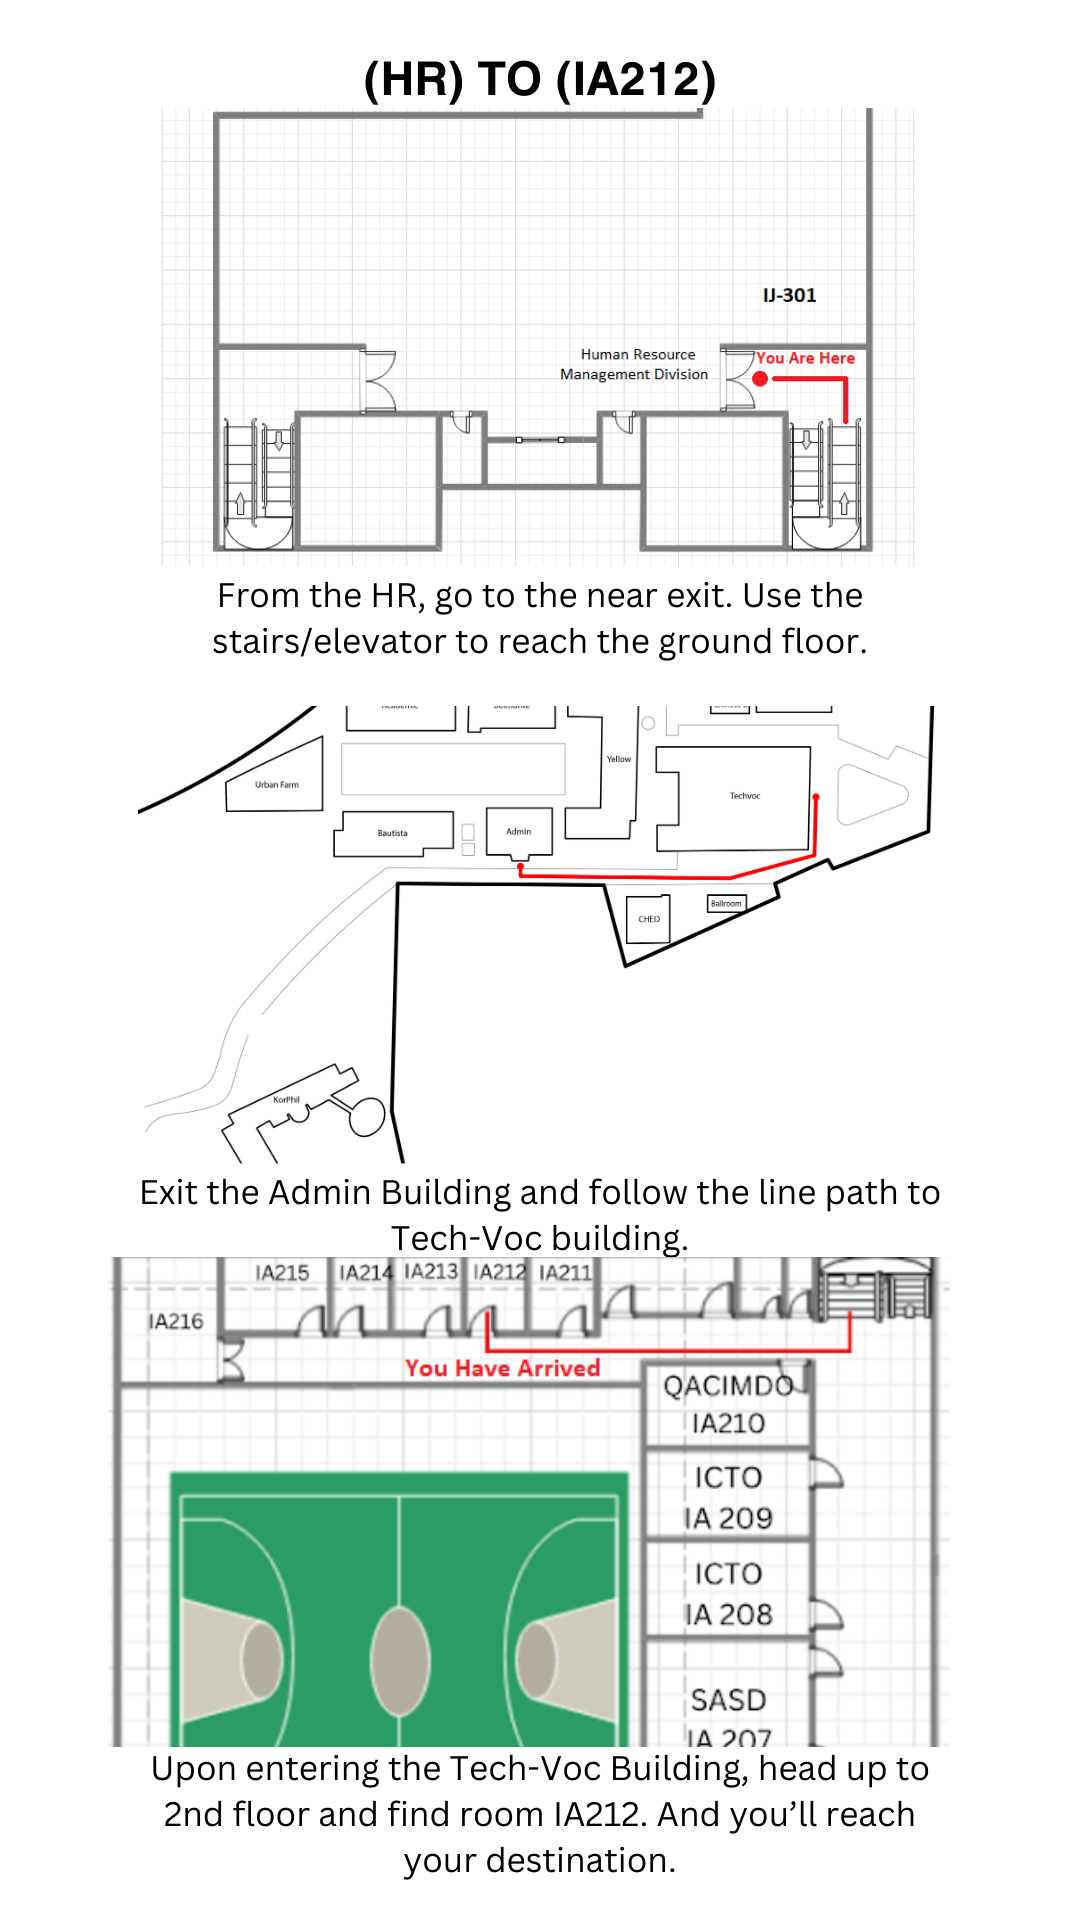 (HR) TO (IA212)
IJ-301
Human Resource
Management Division
You Are Here
From the HR, go to the near exit. Use the
stairs/elevator to reach the ground floor.
Urban Farm
Yellow
Techvoc
Bautista
Admin
CHED
Ballroom
KorPhil
Exit the Admin Building and follow the line path to
Tech-Voc building.
IA215 IA214 IA213 IA212 IA211
IA216
You Have Arrived
QACIMDO
IA210
ICTO
IA 209
ICTO
IA 208
SASD
IA 207
Upon entering the Tech-Voc Building, head up to
2nd floor and find room IA212. And you’ll reach
your destination.